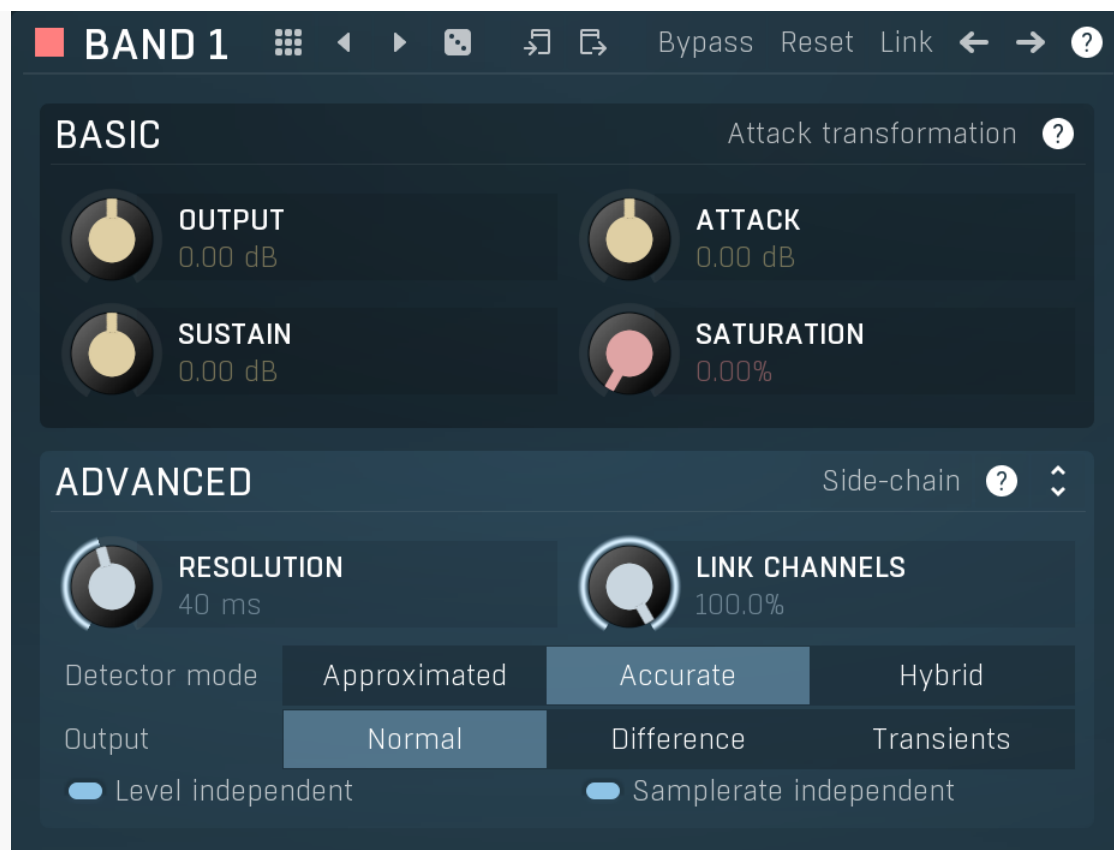 BAND 1 Bypass Reset Link ?
BASIC Attack transformation ?
OUTPUT ATTACK
0.00 dB 0.00 dB
SUSTAIN SATURATION
0.00 dB 0.00%
ADVANCED Side-chain ?
RESOLUTION LINK CHANNELS
40 ms 100.0%
Detector mode Approximated Accurate Hybrid
Output Normal Difference Transients
Level independent Samplerate independent